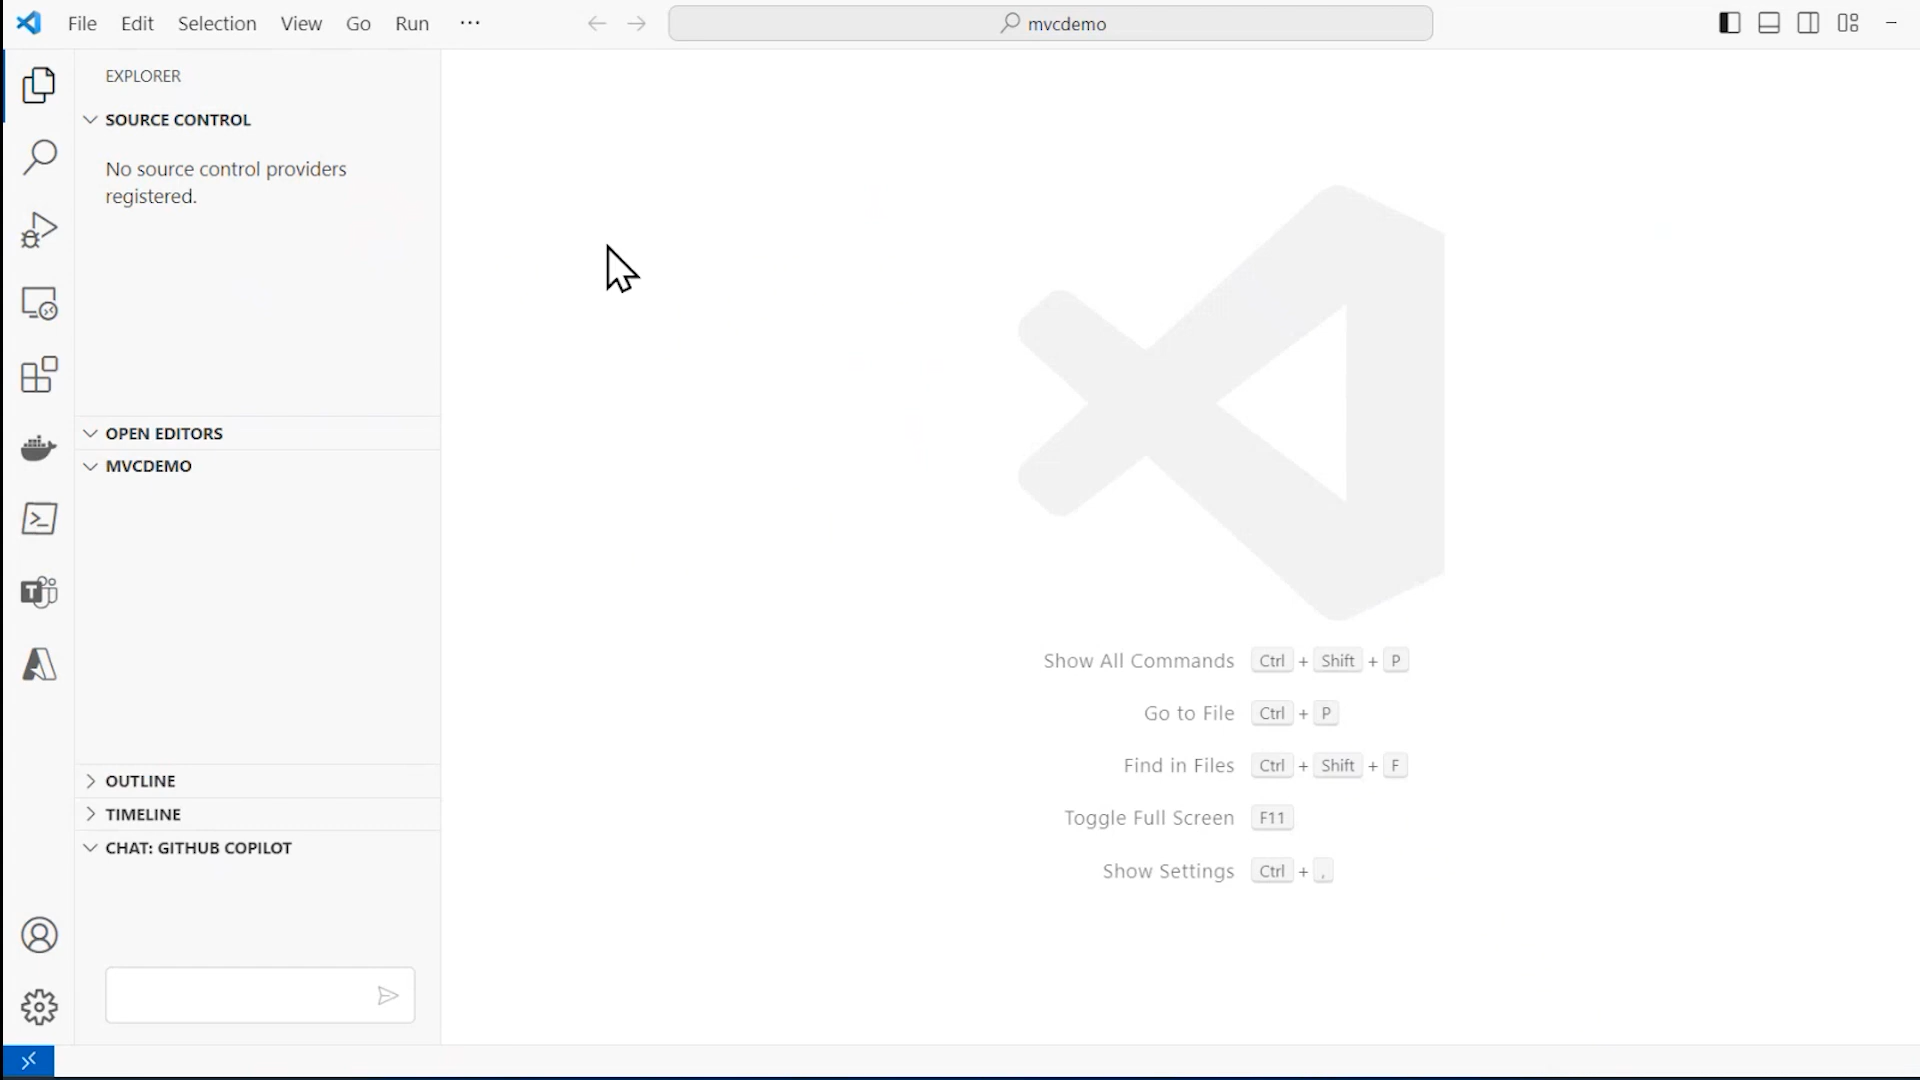 File Edit Selection View Go Run ...
mvcdemo
EXPLORER
SOURCE CONTROL
No source control providers
registered.
OPEN EDITORS
MVCDEMO
OUTLINE
TIMELINE
CHAT: GITHUB COPILOT
Show All Commands Ctrl + Shift + P
Go to File Ctrl + P
Find in Files Ctrl + Shift + F
Toggle Full Screen F11
Show Settings Ctrl + ,